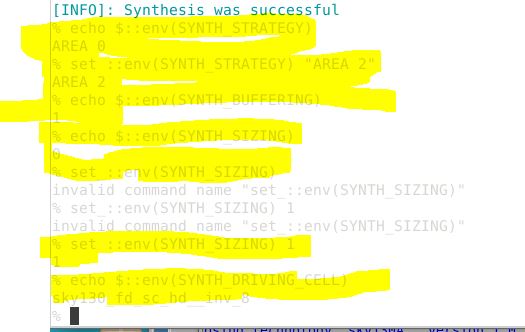 [INFO]: Synthesis was successful
% echo $::env(SYNTH_STRATEGY)
AREA 0
% set ::env(SYNTH_STRATEGY) "AREA 2"
AREA 2
% echo $::env(SYNTH_BUFFERING)
1
% echo $::env(SYNTH_SIZING)
0
% set_::env(SYNTH_SIZING)
invalid command name "set_::env(SYNTH_SIZING)"
% set_::env(SYNTH_SIZING) 1
invalid command name "set_::env(SYNTH_SIZING)"
% set ::env(SYNTH_SIZING) 1
1
% echo $::env(SYNTH_DRIVING_CELL)
sky130_fd_sc_hd__inv_8
%